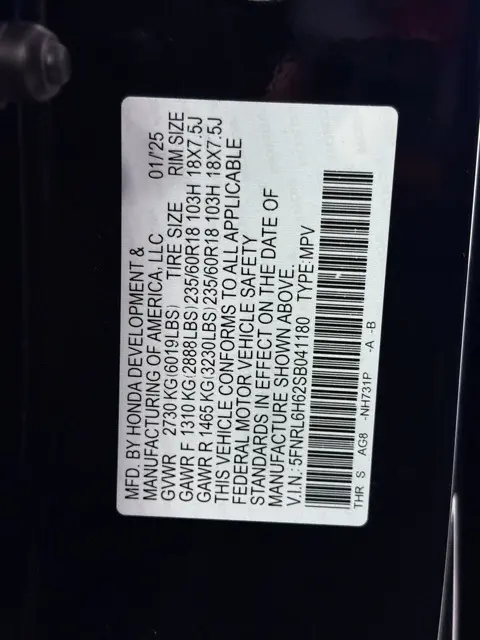 MFD. BY HONDA DEVELOPMENT &
MANUFACTURING OF AMERICA, LLC 01/'25
GVWR 2730 KG(6019LBS) TIRE SIZE RIM SIZE
GAWR F 1310 KG(2888LBS)235/60R18 103H 18X7.5J
GAWR R 1465 KG(3230LBS)235/60R18 103H 18X7.5J
THIS VEHICLE CONFORMS TO ALL APPLICABLE
FEDERAL MOTOR VEHICLE SAFETY
STANDARDS IN EFFECT ON THE DATE OF
MANUFACTURE SHOWN ABOVE.
V.I.N.: 5FNRL6H62SB041180 TYPE:MPV
THR S AG8 -NH731P -A -B